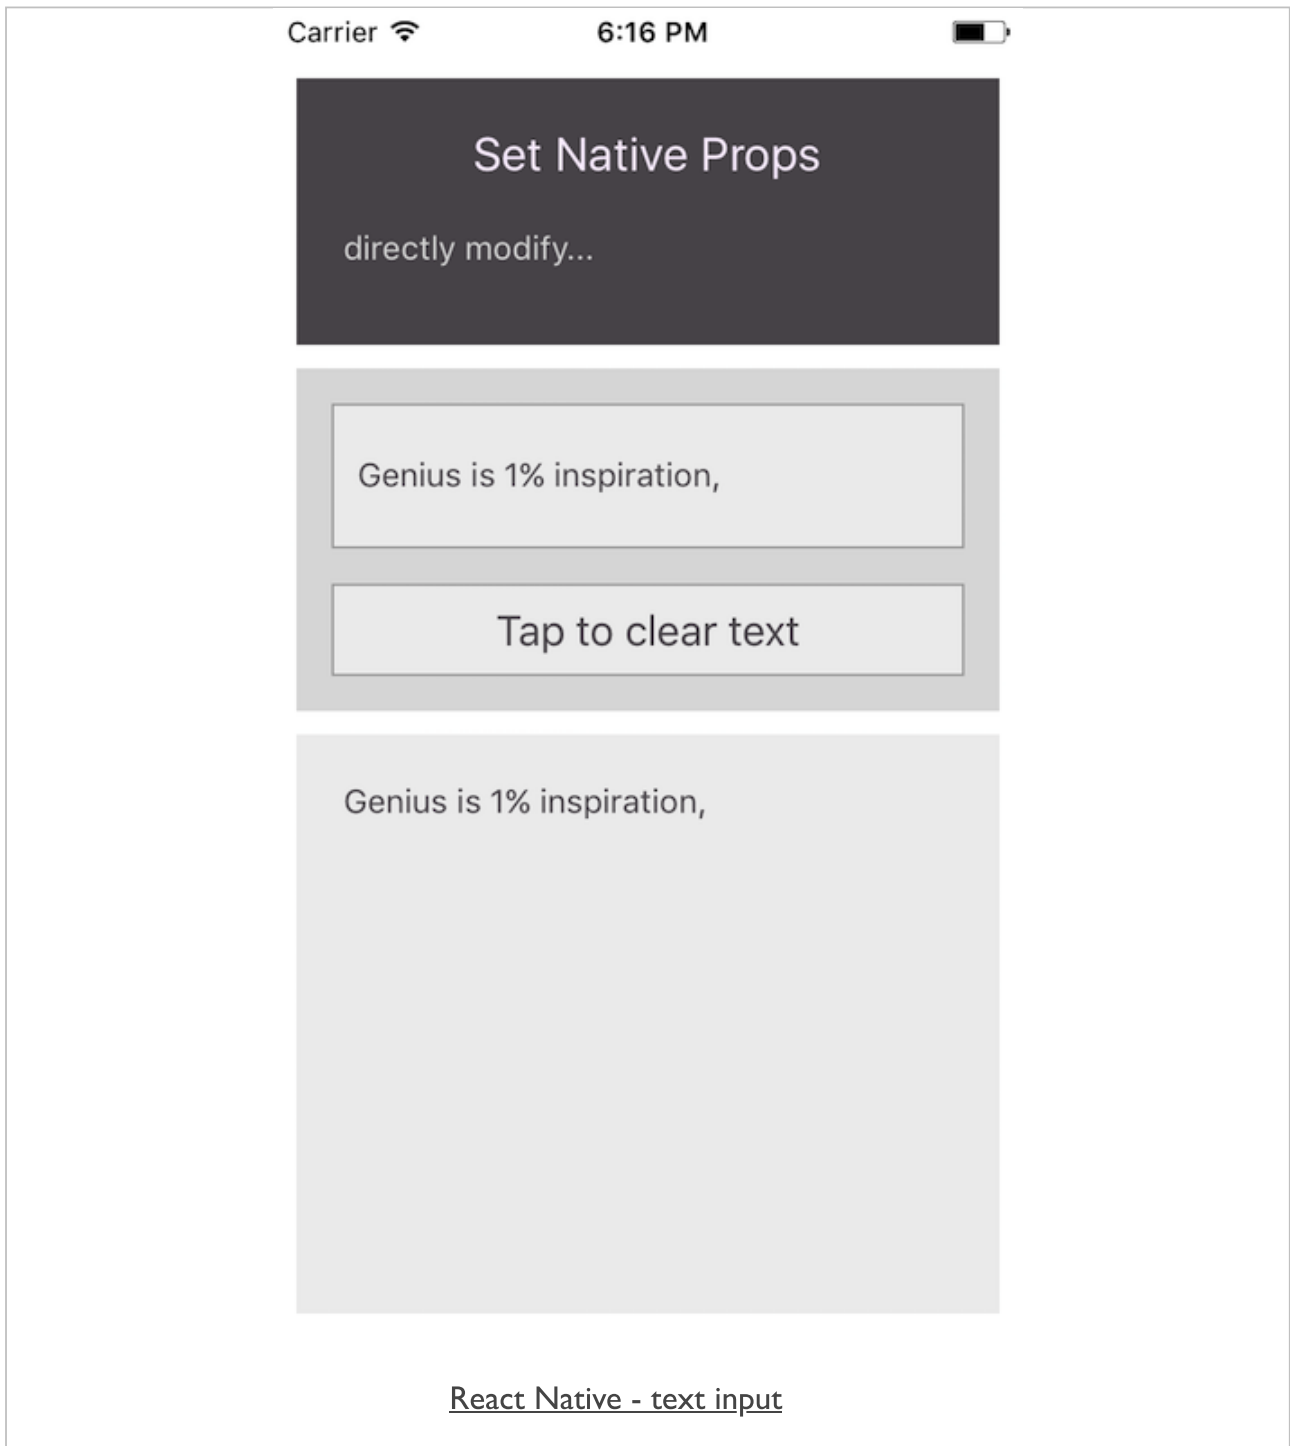 Carrier 6:16 PM
Set Native Props
directly modify...
Genius is 1% inspiration,
Tap to clear text
Genius is 1% inspiration,
React Native - text input